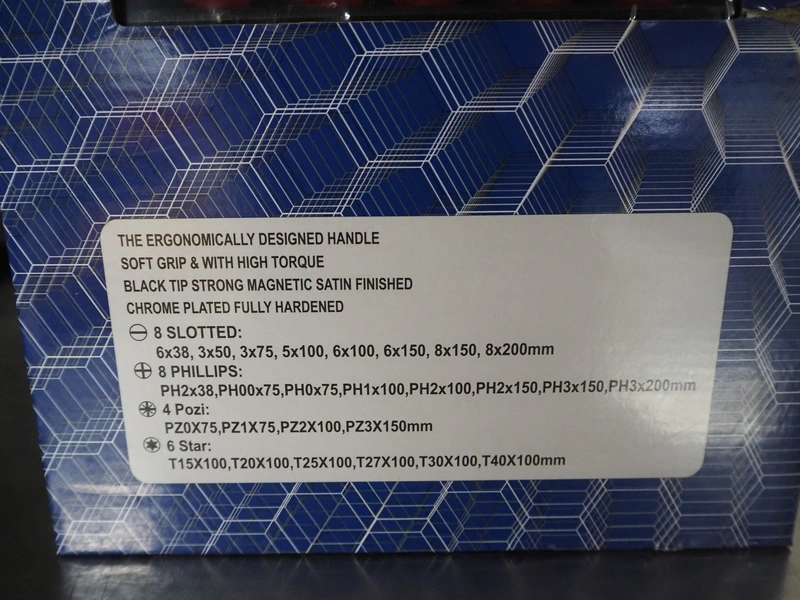 THE ERGONOMICALLY DESIGNED HANDLE
SOFT GRIP & WITH HIGH TORQUE
BLACK TIP STRONG MAGNETIC SATIN FINISHED
CHROME PLATED FULLY HARDENED
8 SLOTTED:
6x38, 3x50, 3x75, 5x100, 6x100, 6x150, 8x150, 8x200mm
8 PHILLIPS:
PH2x38,PH00x75,PH0x75,PH1x100,PH2x100,PH2x150,PH3x150,PH3x200mm
4 Pozi:
PZ0X75,PZ1X75,PZ2X100,PZ3X150mm
6 Star:
T15X100,T20X100,T25X100,T27X100,T30X100,T40X100mm